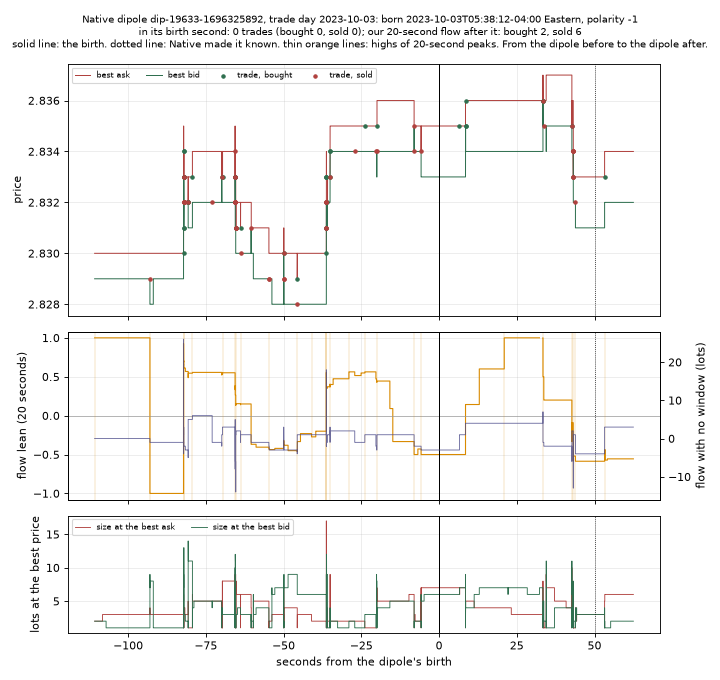 Native dipole dip-19633-1696325892, trade day 2023-10-03: born 2023-10-03T05:38:12-04:00 Eastern, polarity -1
in its birth second: 0 trades (bought 0, sold 0); our 20-second flow after it: bought 2, sold 6
solid line: the birth. dotted line: Native made it known. thin orange lines: highs of 20-second peaks. From the dipole before to the dipole after.
best ask
best bid
trade, bought
trade, sold
2.836
2.834
2.832
2.830
2.828
price
1.0
0.5
0.0
−0.5
−1.0
flow lean (20 seconds)
20
10
0
−10
flow with no window (lots)
size at the best ask
size at the best bid
15
10
5
lots at the best price
−100
−75
−50
−25
0
25
50
seconds from the dipole's birth